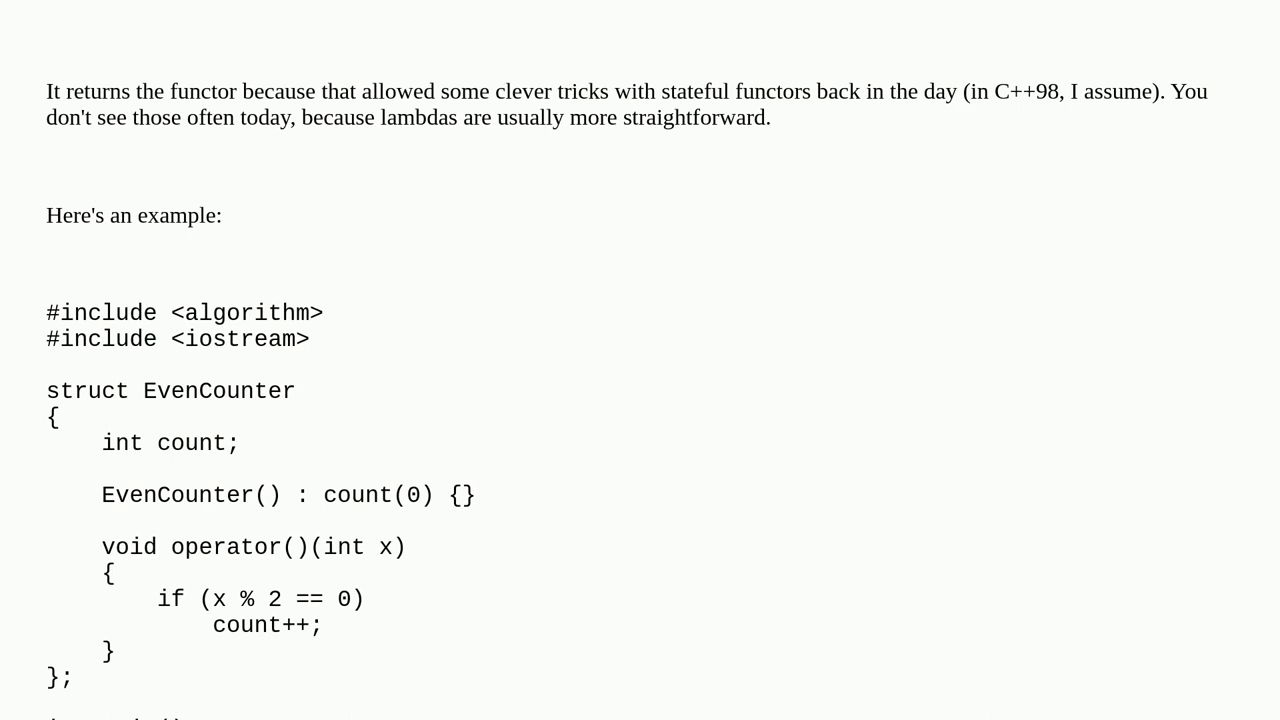 It returns the functor because that allowed some clever tricks with stateful functors back in the day (in C++98, I assume). You
don't see those often today, because lambdas are usually more straightforward.
Here's an example:
#include <algorithm>
#include <iostream>
struct EvenCounter
{
    int count;
    EvenCounter() : count(0) {}
    void operator()(int x)
    {
        if (x % 2 == 0)
            count++;
    }
};